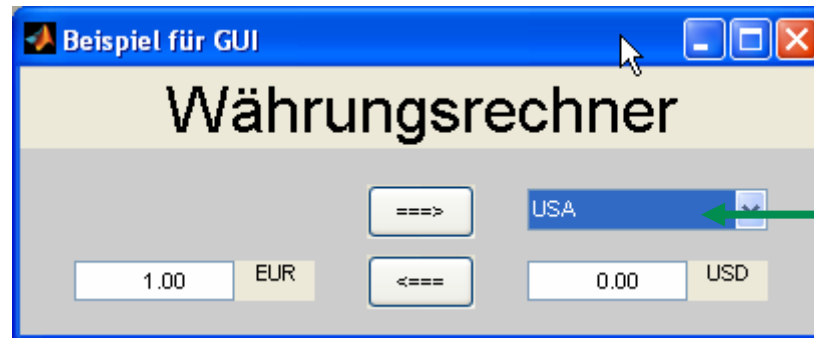 Beispiel für GUI
Währungsrechner
===> USA
1.00 EUR <=== 0.00 USD